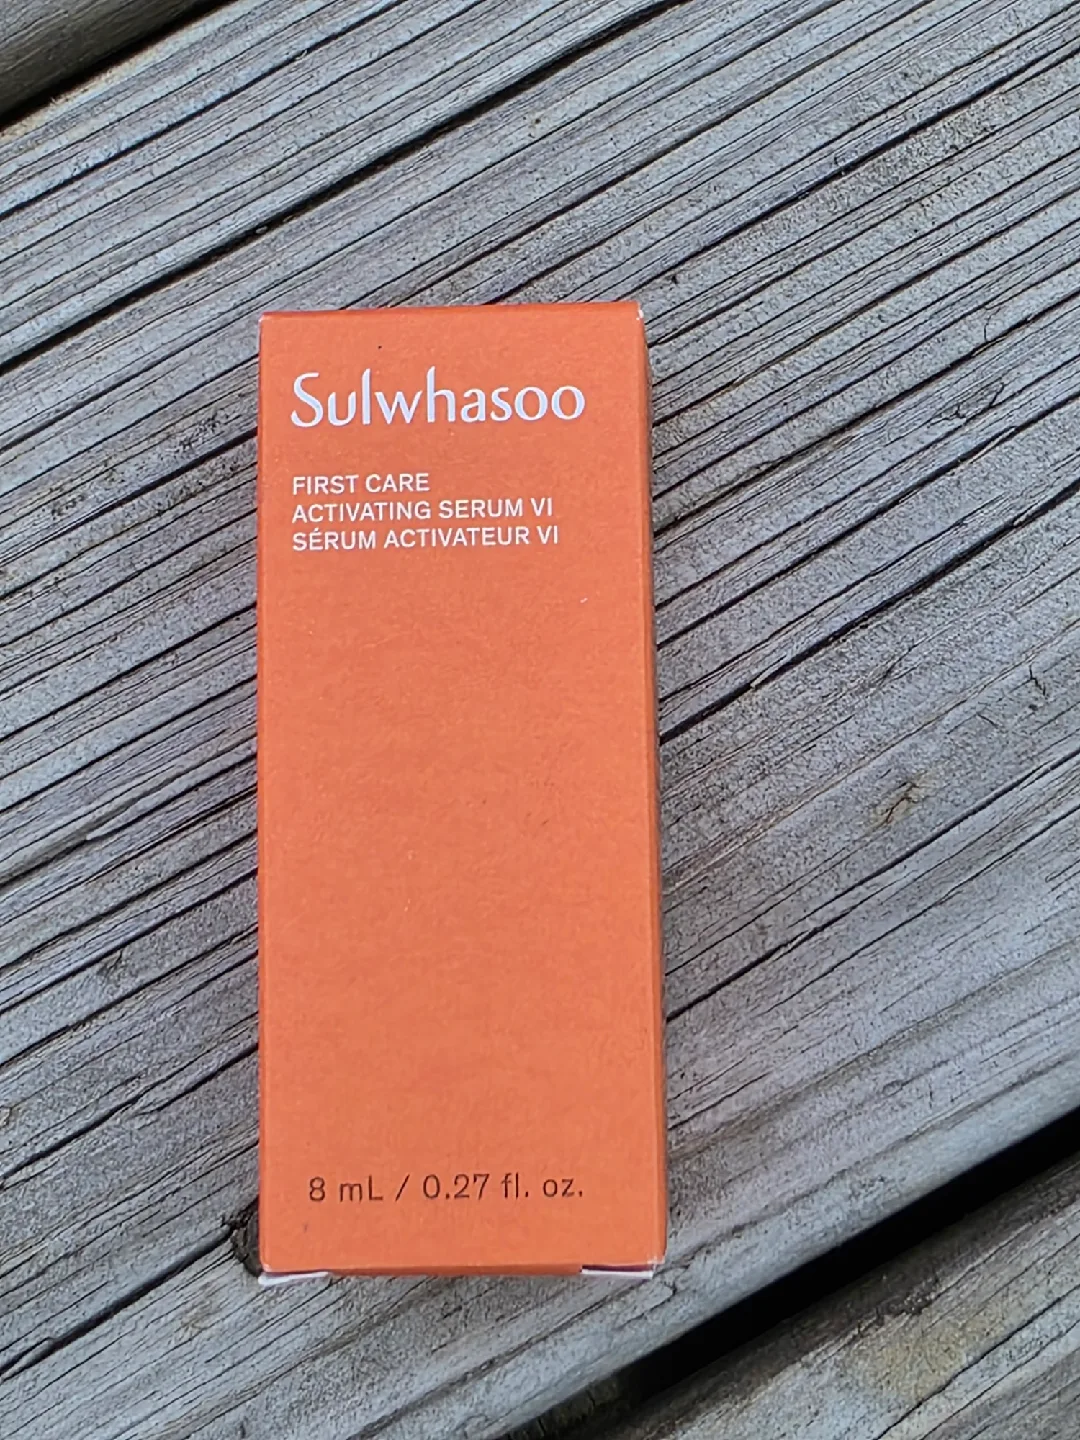 Sulwhasoo
FIRST CARE
ACTIVATING SERUM VI
SÉRUM ACTIVATEUR VI
8 mL / 0.27 fl. oz.